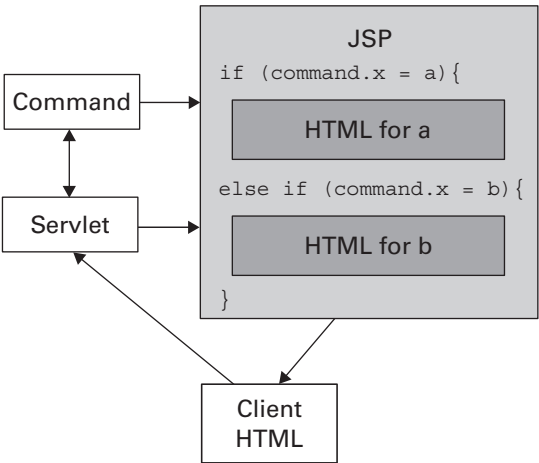 JSP
if (command.x = a){
Command
HTML for a
else if (command.x = b){
Servlet
HTML for b
}
Client
HTML